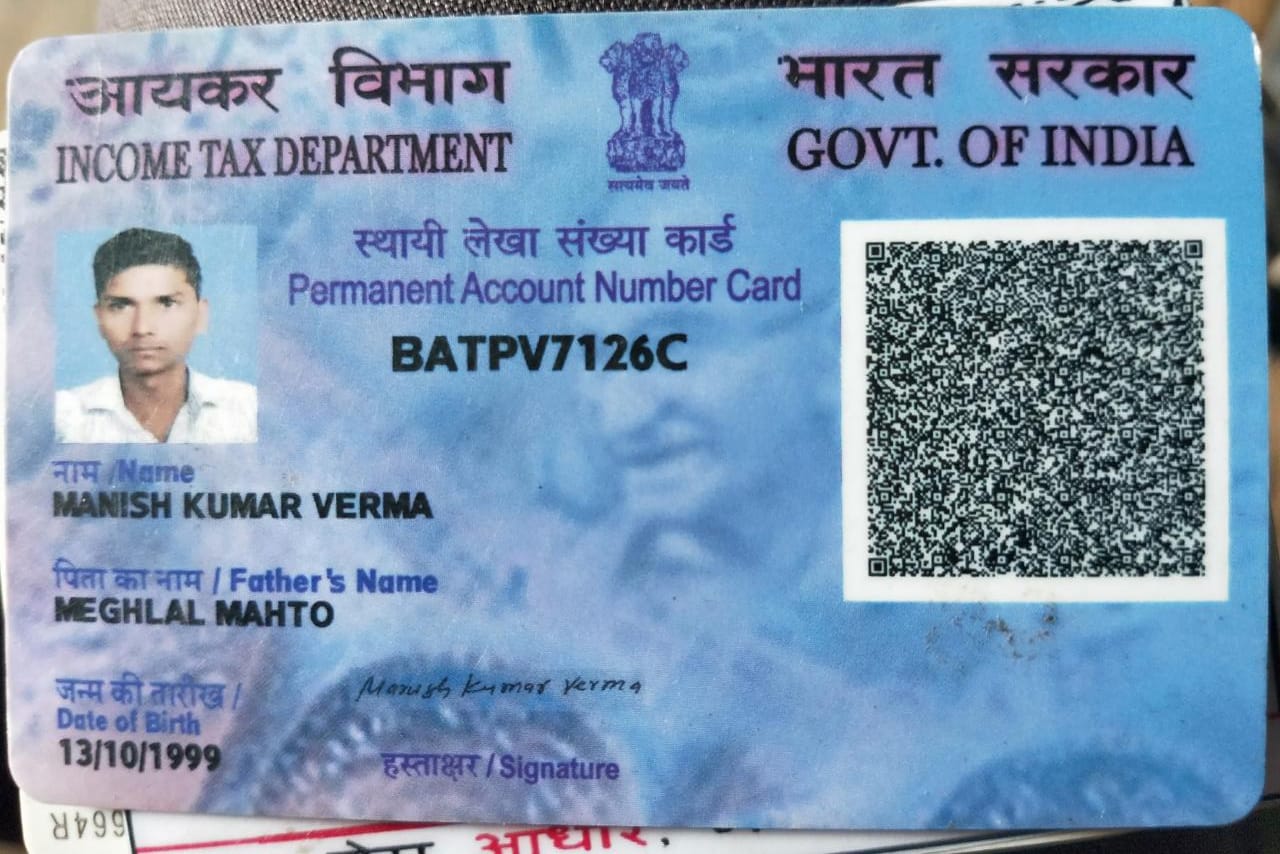 आयकर विभाग
INCOME TAX DEPARTMENT
सत्यमेव जयते
भारत सरकार
GOVT. OF INDIA
स्थायी लेखा संख्या कार्ड
Permanent Account Number Card
BATPV7126C
नाम /Name
MANISH KUMAR VERMA
पिता का नाम / Father's Name
MEGHLAL MAHTO
जन्म की तारीख /
Date of Birth
13/10/1999
Manish Kumar Verma
हस्ताक्षर / Signature
आधार,